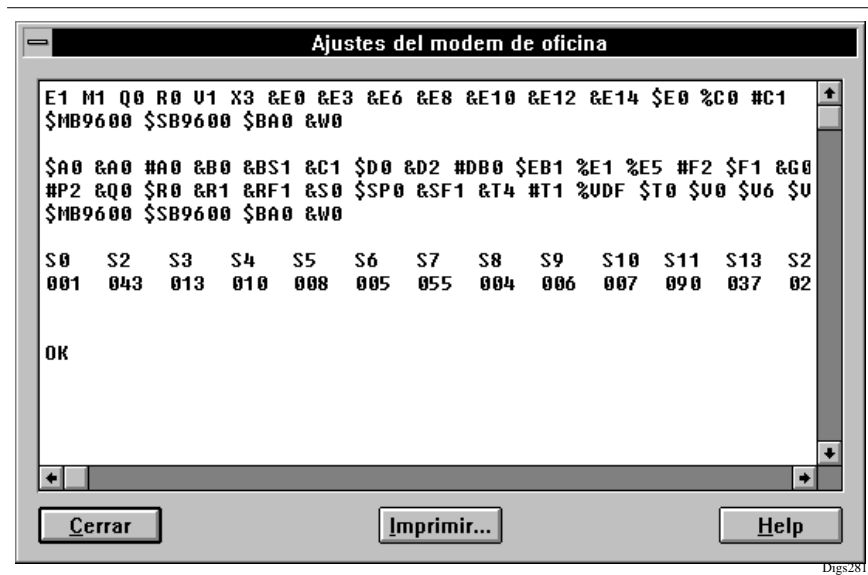 Ajustes del modem de oficina
E1 M1 Q0 R0 V1 X3 &E0 &E3 &E6 &E8 &E10 &E12 &E14 $E0 %C0 #C1
$MB9600 $SB9600 $BA0 &W0
$A0 &A0 #A0 &B0 &BS1 &C1 $D0 &D2 #DB0 $EB1 %E1 %E5 #F2 $F1 &G0
#P2 &Q0 $R0 &R1 &RF1 &S0 $SP0 &SF1 &T4 #T1 %VDF $T0 $V0 $V6 $V
$MB9600 $SB9600 $BA0 &W0
S0 S2 S3 S4 S5 S6 S7 S8 S9 S10 S11 S13 S2
001 043 013 010 008 005 055 004 006 007 090 037 02
OK
Cerrar Imprimir... Help
Digs281